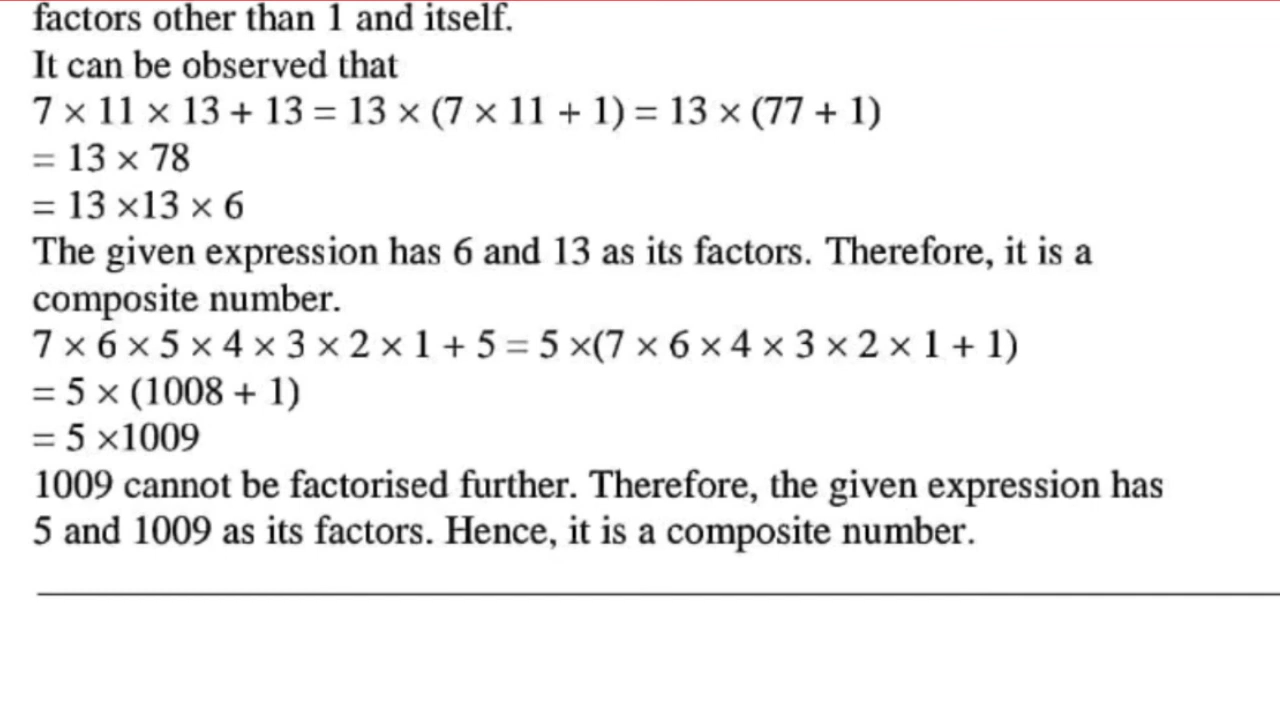 factors other than 1 and itself.
It can be observed that
7 × 11 × 13 + 13 = 13 × (7 × 11 + 1) = 13 × (77 + 1)
= 13 × 78
= 13 ×13 × 6
The given expression has 6 and 13 as its factors. Therefore, it is a
composite number.
7 × 6 × 5 × 4 × 3 × 2 × 1 + 5 = 5 ×(7 × 6 × 4 × 3 × 2 × 1 + 1)
= 5 × (1008 + 1)
= 5 ×1009
1009 cannot be factorised further. Therefore, the given expression has
5 and 1009 as its factors. Hence, it is a composite number.